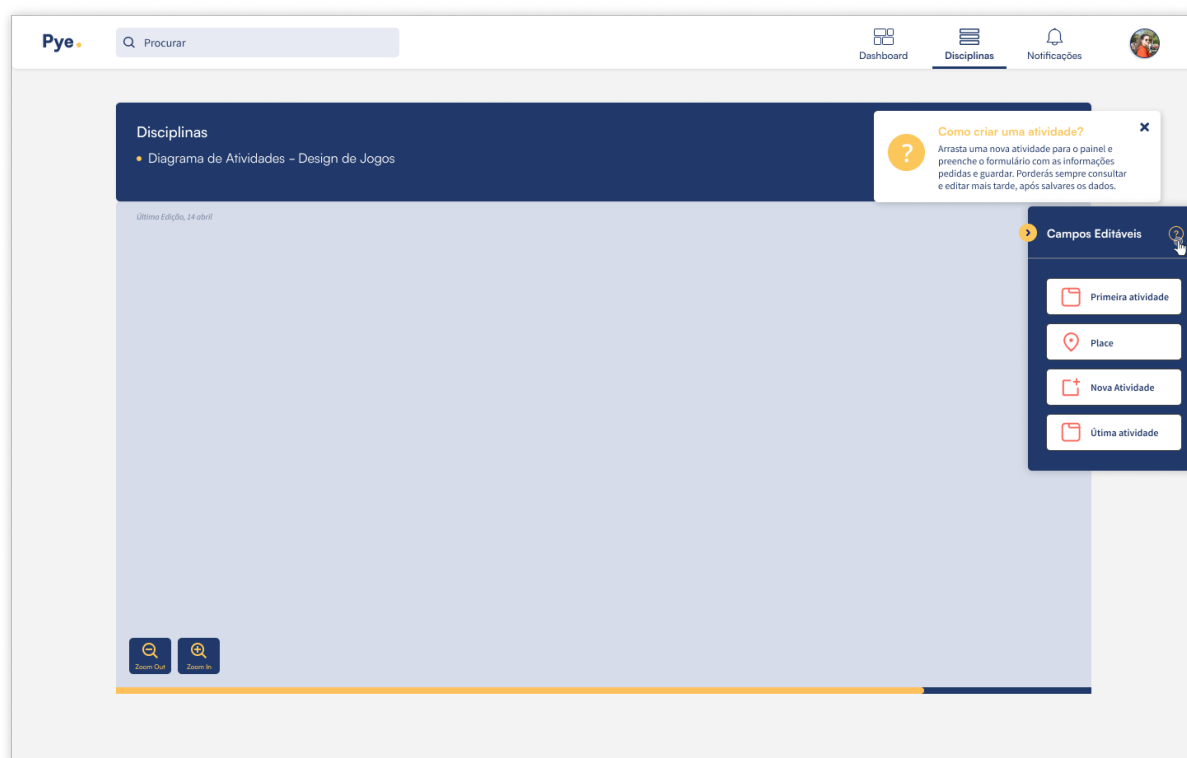 Pye.
Procurar
Dashboard
Disciplinas
Notificações
Disciplinas
Diagrama de Atividades - Design de Jogos
?
Como criar uma atividade?
Arrasta uma nova atividade para o painel e
preenche o formulário com as informações
pedidas e guardar. Porderás sempre consultar
e editar mais tarde, após salvares os dados.
Última Edição, 14 abril
Campos Editáveis
?
Primeira atividade
Place
Nova Atividade
Útima atividade
Zoom Out
Zoom In